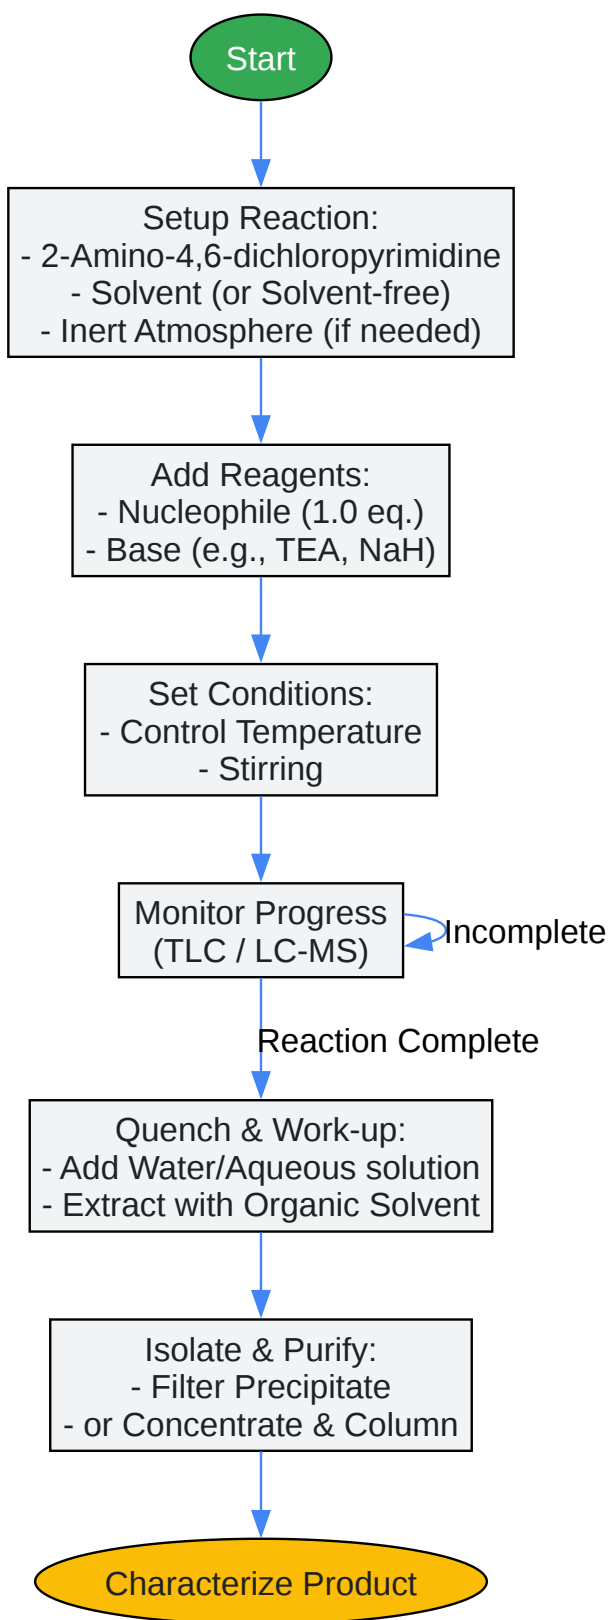 Start
Setup Reaction:
- 2-Amino-4,6-dichloropyrimidine
- Solvent (or Solvent-free)
- Inert Atmosphere (if needed)
Add Reagents:
- Nucleophile (1.0 eq.)
- Base (e.g., TEA, NaH)
Set Conditions:
- Control Temperature
- Stirring
Monitor Progress
(TLC / LC-MS)
Incomplete
Reaction Complete
Quench & Work-up:
- Add Water/Aqueous solution
- Extract with Organic Solvent
Isolate & Purify:
- Filter Precipitate
- or Concentrate & Column
Characterize Product